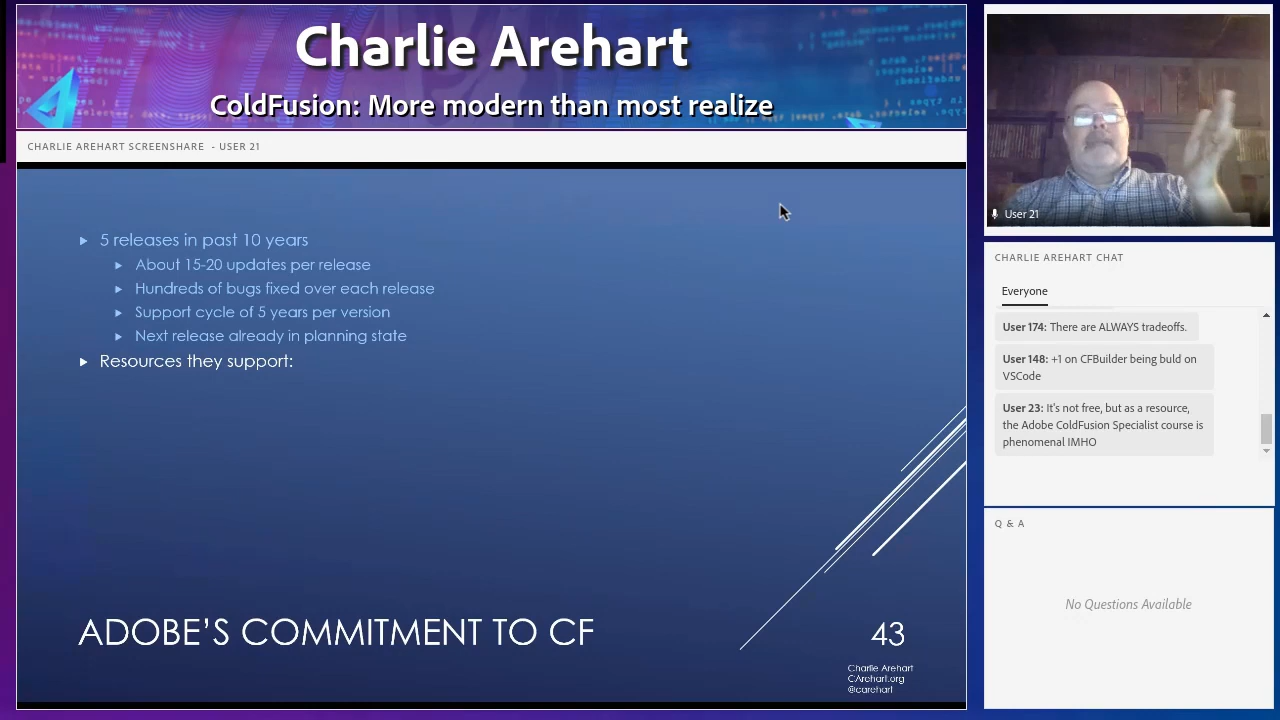 Charlie Arehart
ColdFusion: More modern than most realize
CHARLIE AREHART SCREENSHARE - USER 21
5 releases in past 10 years
About 15-20 updates per release
Hundreds of bugs fixed over each release
Support cycle of 5 years per version
Next release already in planning state
Resources they support:
ADOBE'S COMMITMENT TO CF
43
Charlie Arehart
CArehart.org
@carehart
User 21
CHARLIE AREHART CHAT
Everyone
User 174: There are ALWAYS tradeoffs.
User 148: +1 on CFBuilder being buld on
VSCode
User 23: It's not free, but as a resource,
the Adobe ColdFusion Specialist course is
phenomenal IMHO
Q & A
No Questions Available